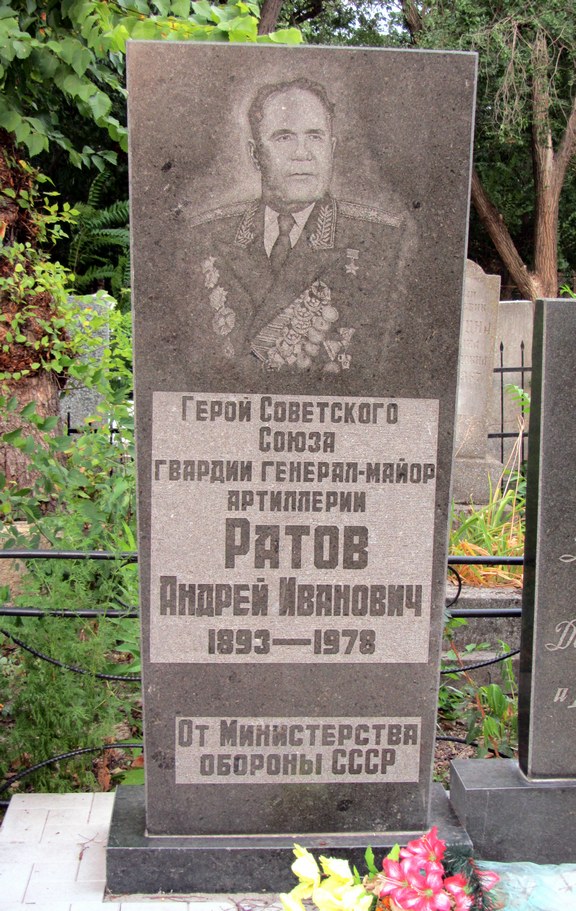 Герой Советского
Союза
гвардии генерал-майор
артиллерии
Ратов
Андрей Иванович
1893—1978
От Министерства
обороны СССР